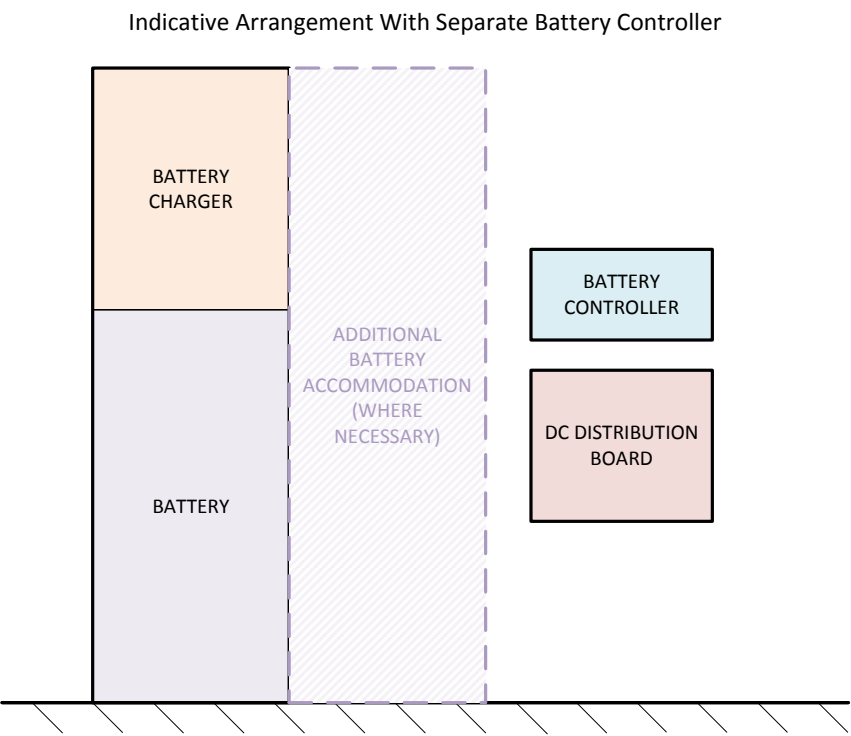 Indicative Arrangement With Separate Battery Controller
BATTERY
CHARGER
ADDITIONAL
BATTERY
ACCOMMODATION
(WHERE
NECESSARY)
BATTERY
CONTROLLER
DC DISTRIBUTION
BOARD
BATTERY